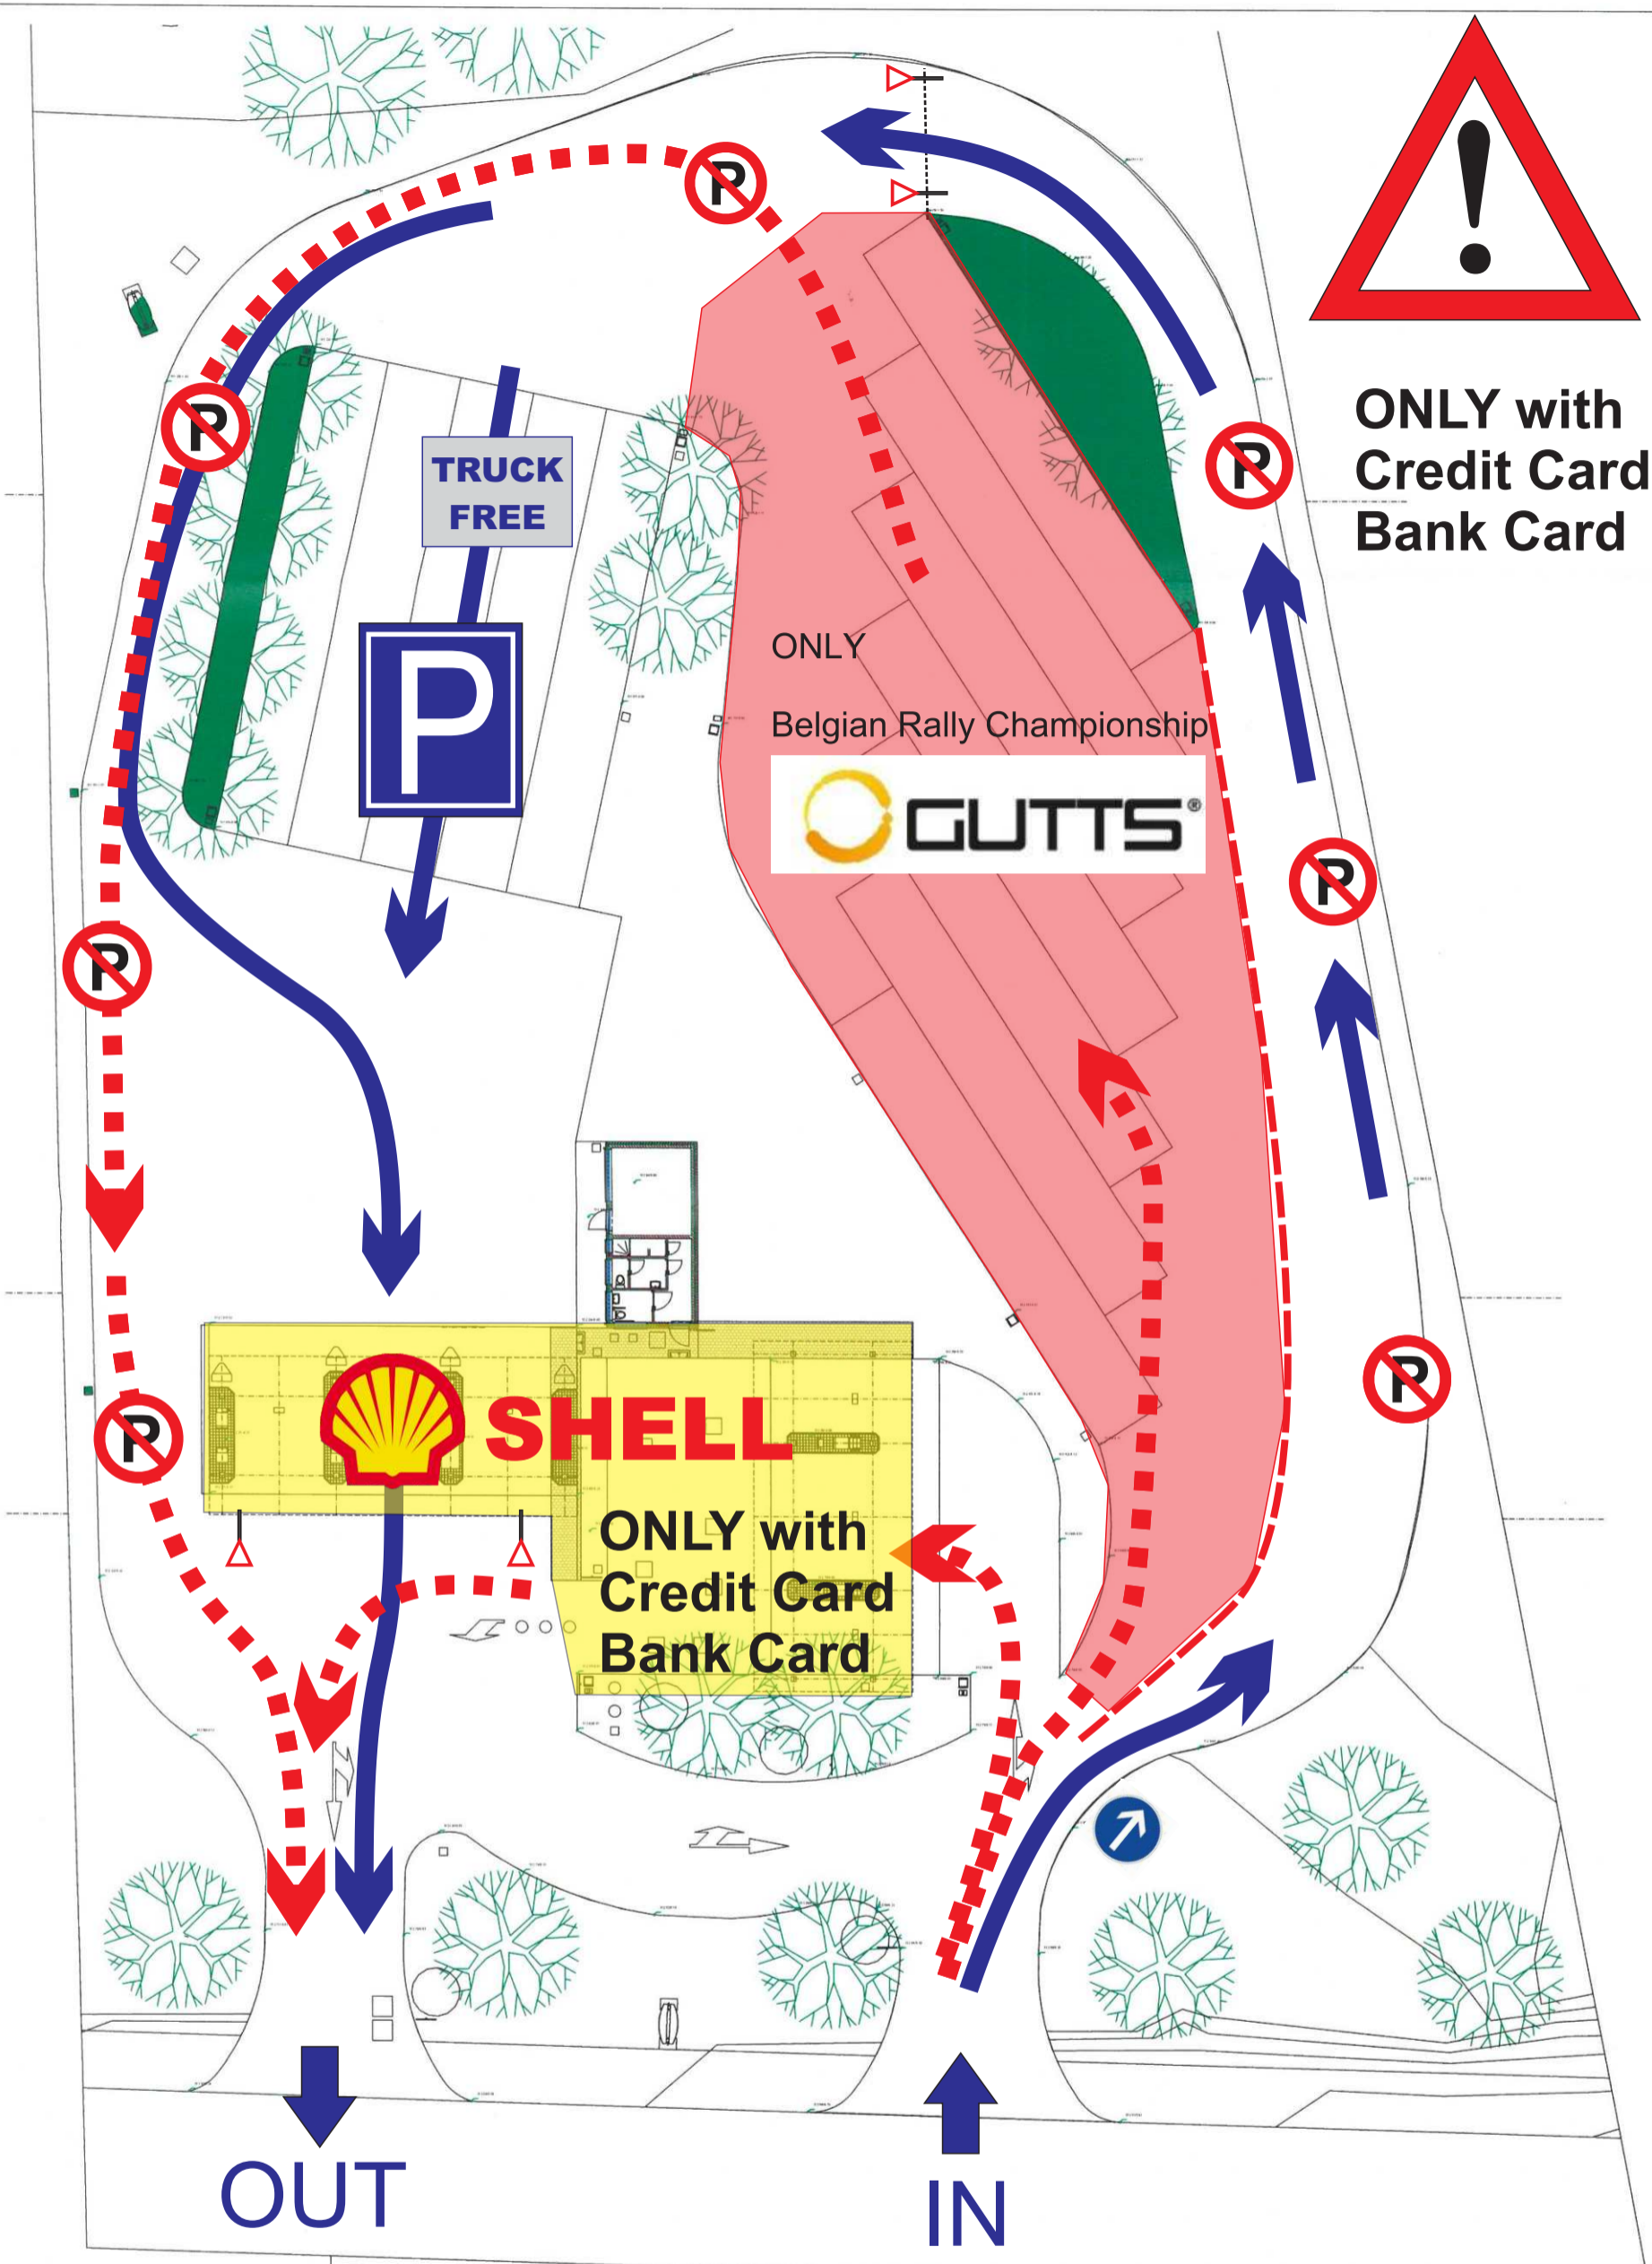 ONLY with
Credit Card
Bank Card
P
P
P
TRUCK
FREE
P
ONLY
Belgian Rally Championship
GUTTS®
P
P
P
P
SHELL
ONLY with
Credit Card
Bank Card
OUT
IN